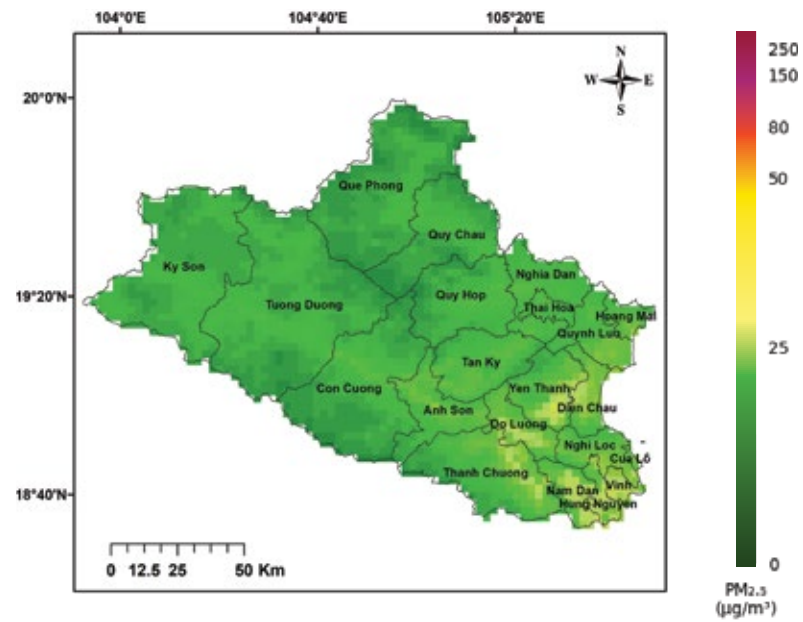 104°0'E 104°40'E 105°20'E
20°0'N
19°20'N
18°40'N
N
W E
S
Que Phong
Quy Chau
Ky Son
Nghia Dan
Tuong Duong
Quy Hop
Thai Hoa
Hoang Mai
Quynh Luu
Tan Ky
Con Cuong
Yen Thanh
Anh Son
Dien Chau
Do Luong
Nghi Loc
Cua Lô
Thanh Chuong
Vinh
Nam Dan
Hung Nguyen
0 12.5 25 50 Km
250
150
80
50
25
0
PM₂.₅
(µg/m³)